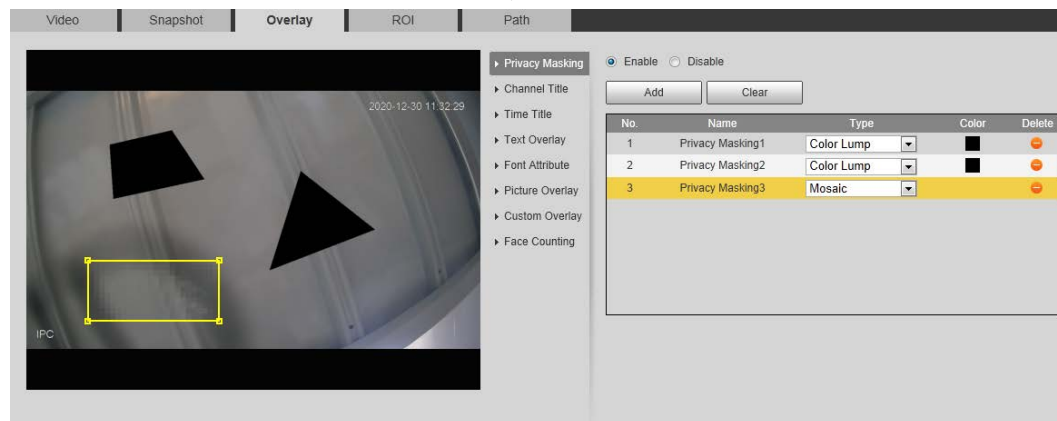 Video Snapshot Overlay ROI Path
2020-12-30 11:32:29
IPC
Privacy Masking
Channel Title
Time Title
Text Overlay
Font Attribute
Picture Overlay
Custom Overlay
Face Counting
Enable Disable
Add Clear
No. Name Type Color Delete
1 Privacy Masking1 Color Lump
2 Privacy Masking2 Color Lump
3 Privacy Masking3 Mosaic